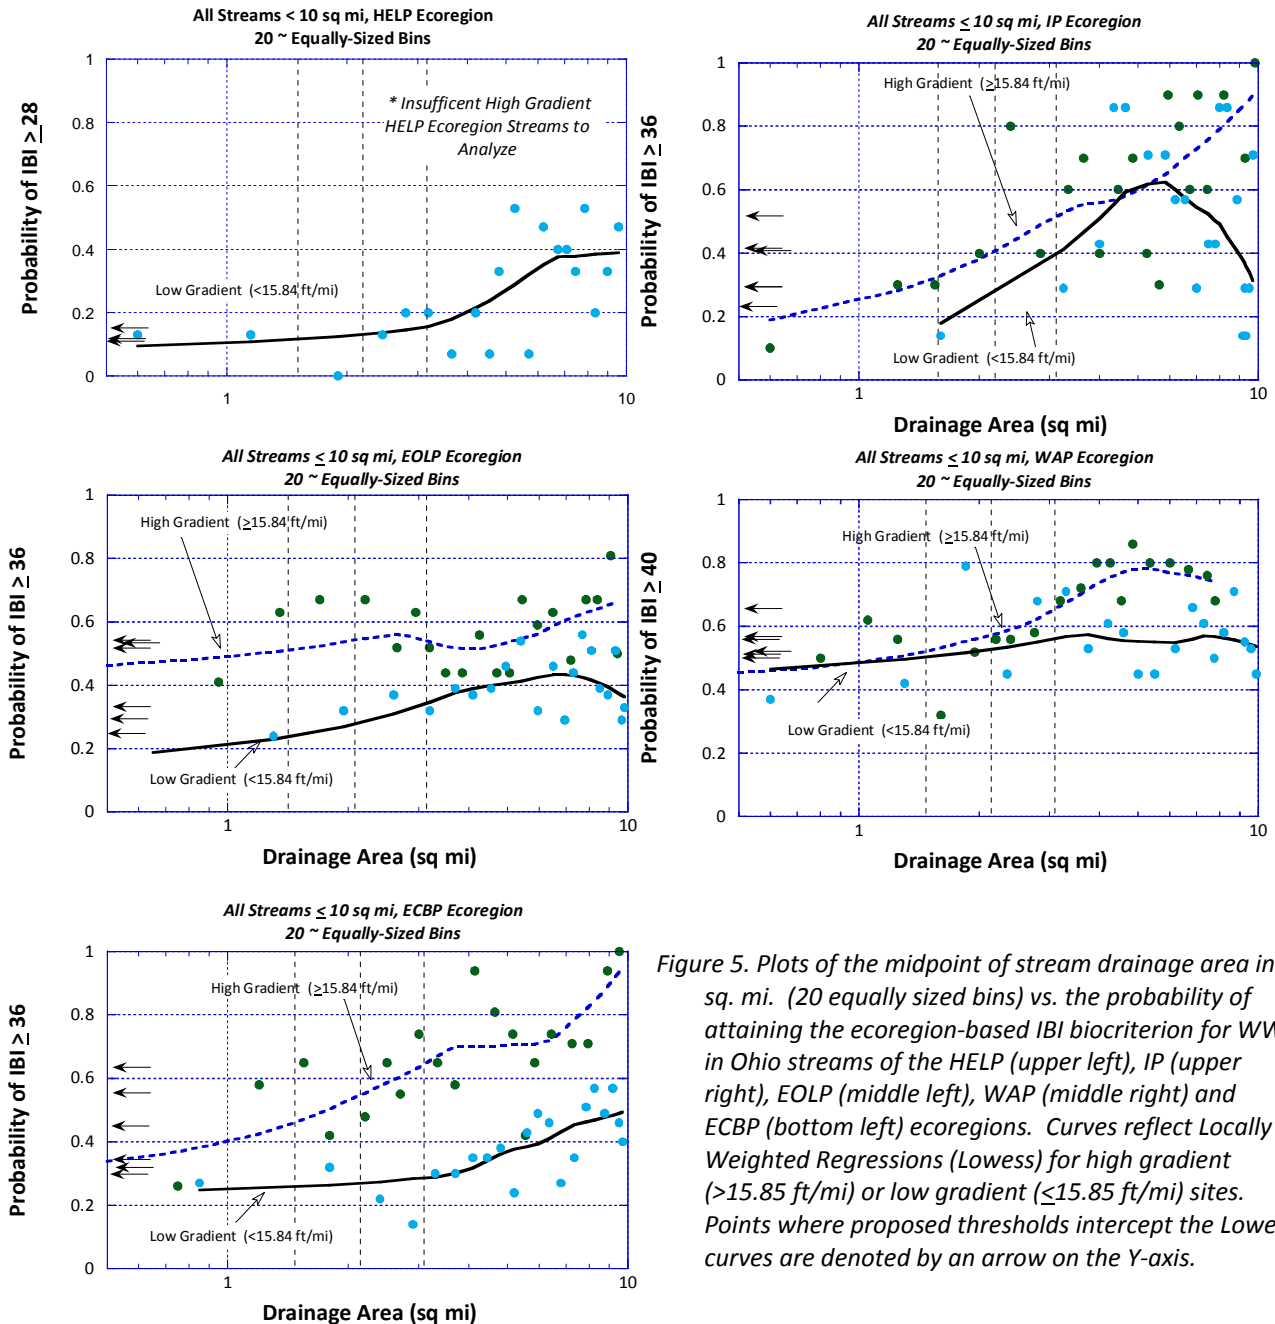 All Streams < 10 sq mi, HELP Ecoregion
20 ~ Equally-Sized Bins
Probability of IBI ≥ 28
1
0.8
0.6
0.4
0.2
0
* Insufficent High Gradient
HELP Ecoregion Streams to
Analyze
Low Gradient (<15.84 ft/mi)
1
10
All Streams ≤ 10 sq mi, IP Ecoregion
20 ~ Equally-Sized Bins
Probability of IBI ≥ 36
1
0.8
0.6
0.4
0.2
0
High Gradient (≥15.84 ft/mi)
Low Gradient (<15.84 ft/mi)
1
10
Drainage Area (sq mi)
All Streams ≤ 10 sq mi, EOLP Ecoregion
20 ~ Equally-Sized Bins
Probability of IBI ≥ 36
1
0.8
0.6
0.4
0.2
0
High Gradient (≥15.84 ft/mi)
Low Gradient (<15.84 ft/mi)
1
10
Drainage Area (sq mi)
All Streams ≤ 10 sq mi, WAP Ecoregion
20 ~ Equally-Sized Bins
Probability of IBI ≥ 40
1
0.8
0.6
0.4
0.2
0
High Gradient (≥15.84 ft/mi)
Low Gradient (<15.84 ft/mi)
1
10
Drainage Area (sq mi)
All Streams ≤ 10 sq mi, ECBP Ecoregion
20 ~ Equally-Sized Bins
Probability of IBI ≥ 36
1
0.8
0.6
0.4
0.2
0
High Gradient (≥15.84 ft/mi)
Low Gradient (<15.84 ft/mi)
1
10
Drainage Area (sq mi)
Figure 5. Plots of the midpoint of stream drainage area in
sq. mi. (20 equally sized bins) vs. the probability of
attaining the ecoregion-based IBI biocriterion for
in Ohio streams of the HELP (upper left), IP (upper
right), EOLP (middle left), WAP (middle right) and
ECBP (bottom left) ecoregions. Curves reflect Locally
Weighted Regressions (Lowess) for high gradient
(>15.85 ft/mi) or low gradient (≤15.85 ft/mi) sites.
Points where proposed thresholds intercept the
curves are denoted by an arrow on the Y-axis.